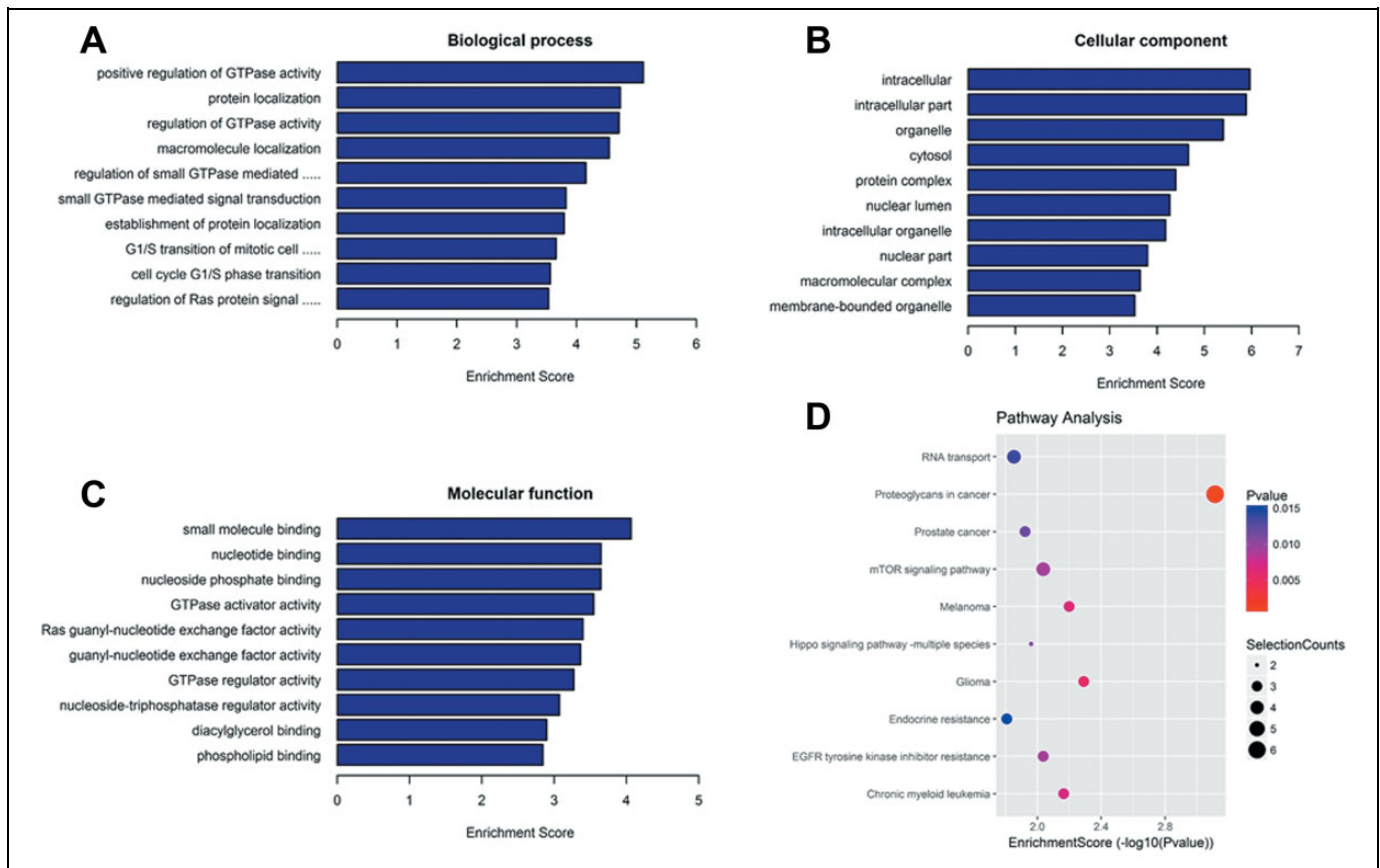 A
Biological process
positive regulation of GTPase activity
protein localization
regulation of GTPase activity
macromolecule localization
regulation of small GTPase mediated .....
small GTPase mediated signal transduction
establishment of protein localization
G1/S transition of mitotic cell .....
cell cycle G1/S phase transition
regulation of Ras protein signal .....
0 1 2 3 4 5 6
Enrichment Score
B
Cellular component
intracellular
intracellular part
organelle
cytosol
protein complex
nuclear lumen
intracellular organelle
nuclear part
macromolecular complex
membrane-bounded organelle
0 1 2 3 4 5 6 7
Enrichment Score
C
Molecular function
small molecule binding
nucleotide binding
nucleoside phosphate binding
GTPase activator activity
Ras guanyl-nucleotide exchange factor activity
guanyl-nucleotide exchange factor activity
GTPase regulator activity
nucleoside-triphosphatase regulator activity
diacylglycerol binding
phospholipid binding
0 1 2 3 4 5
Enrichment Score
D
Pathway Analysis
RNA transport
Proteoglycans in cancer
Prostate cancer
mTOR signaling pathway
Melanoma
Hippo signaling pathway -multiple species
Glioma
Endocrine resistance
EGFR tyrosine kinase inhibitor resistance
Chronic myeloid leukemia
2.0 2.4 2.8
EnrichmentScore (-log10(Pvalue))
Pvalue
0.015
0.010
0.005
SelectionCounts
2
3
4
5
6